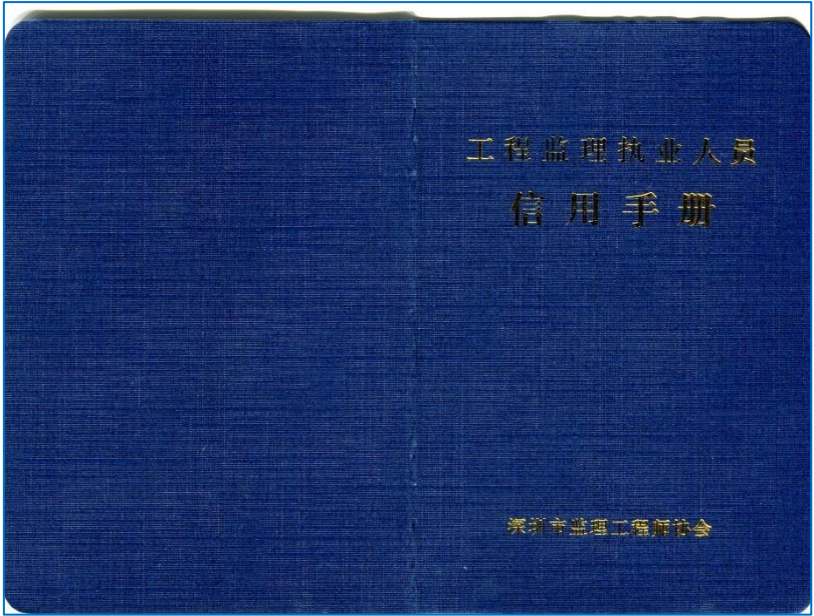 工程监理执业人员
信用手册
深圳市监理工程师协会